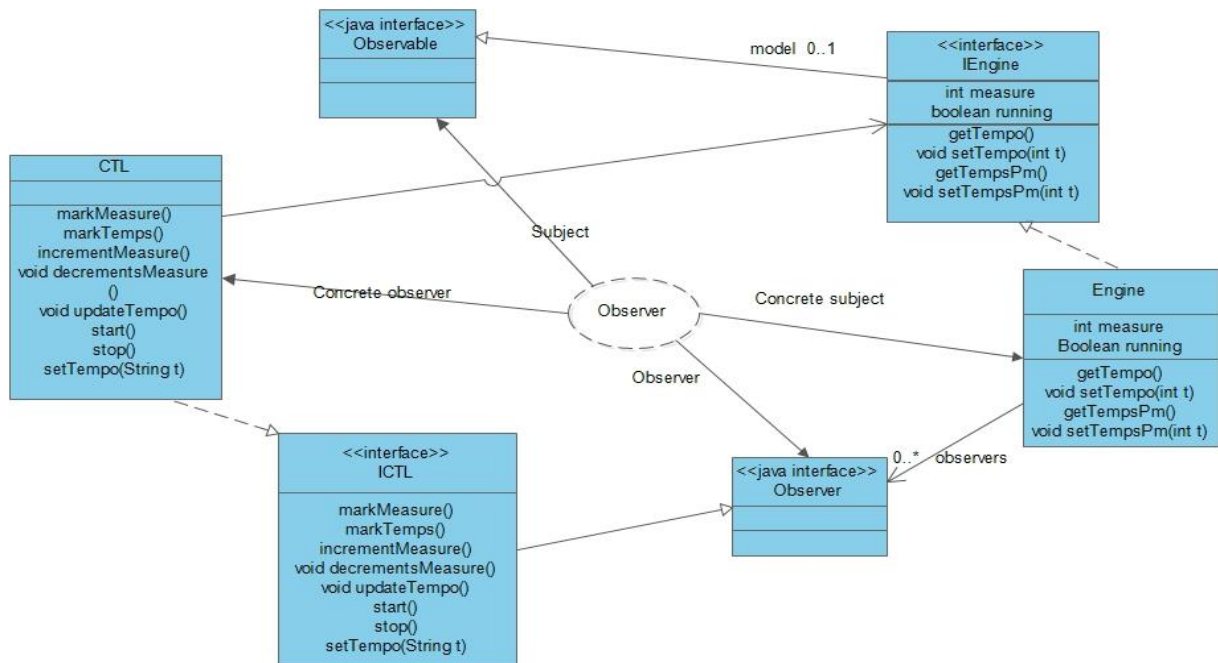 <<java interface>>
Observable
model 0..1
<<interface>>
IEngine
int measure
boolean running
getTempo()
void setTempo(int t)
getTempsPm()
void setTempsPm(int t)
CTL
markMeasure()
markTemps()
incrementMeasure()
void decrementsMeasure
()
void updateTempo()
start()
stop()
setTempo(String t)
Subject
Concrete observer
Observer
Concrete subject
Observer
Engine
int measure
Boolean running
getTempo()
void setTempo(int t)
getTempsPm()
void setTempsPm(int t)
0..* observers
<<interface>>
ICTL
markMeasure()
markTemps()
incrementMeasure()
void decrementsMeasure()
void updateTempo()
start()
stop()
setTempo(String t)
<<java interface>>
Observer